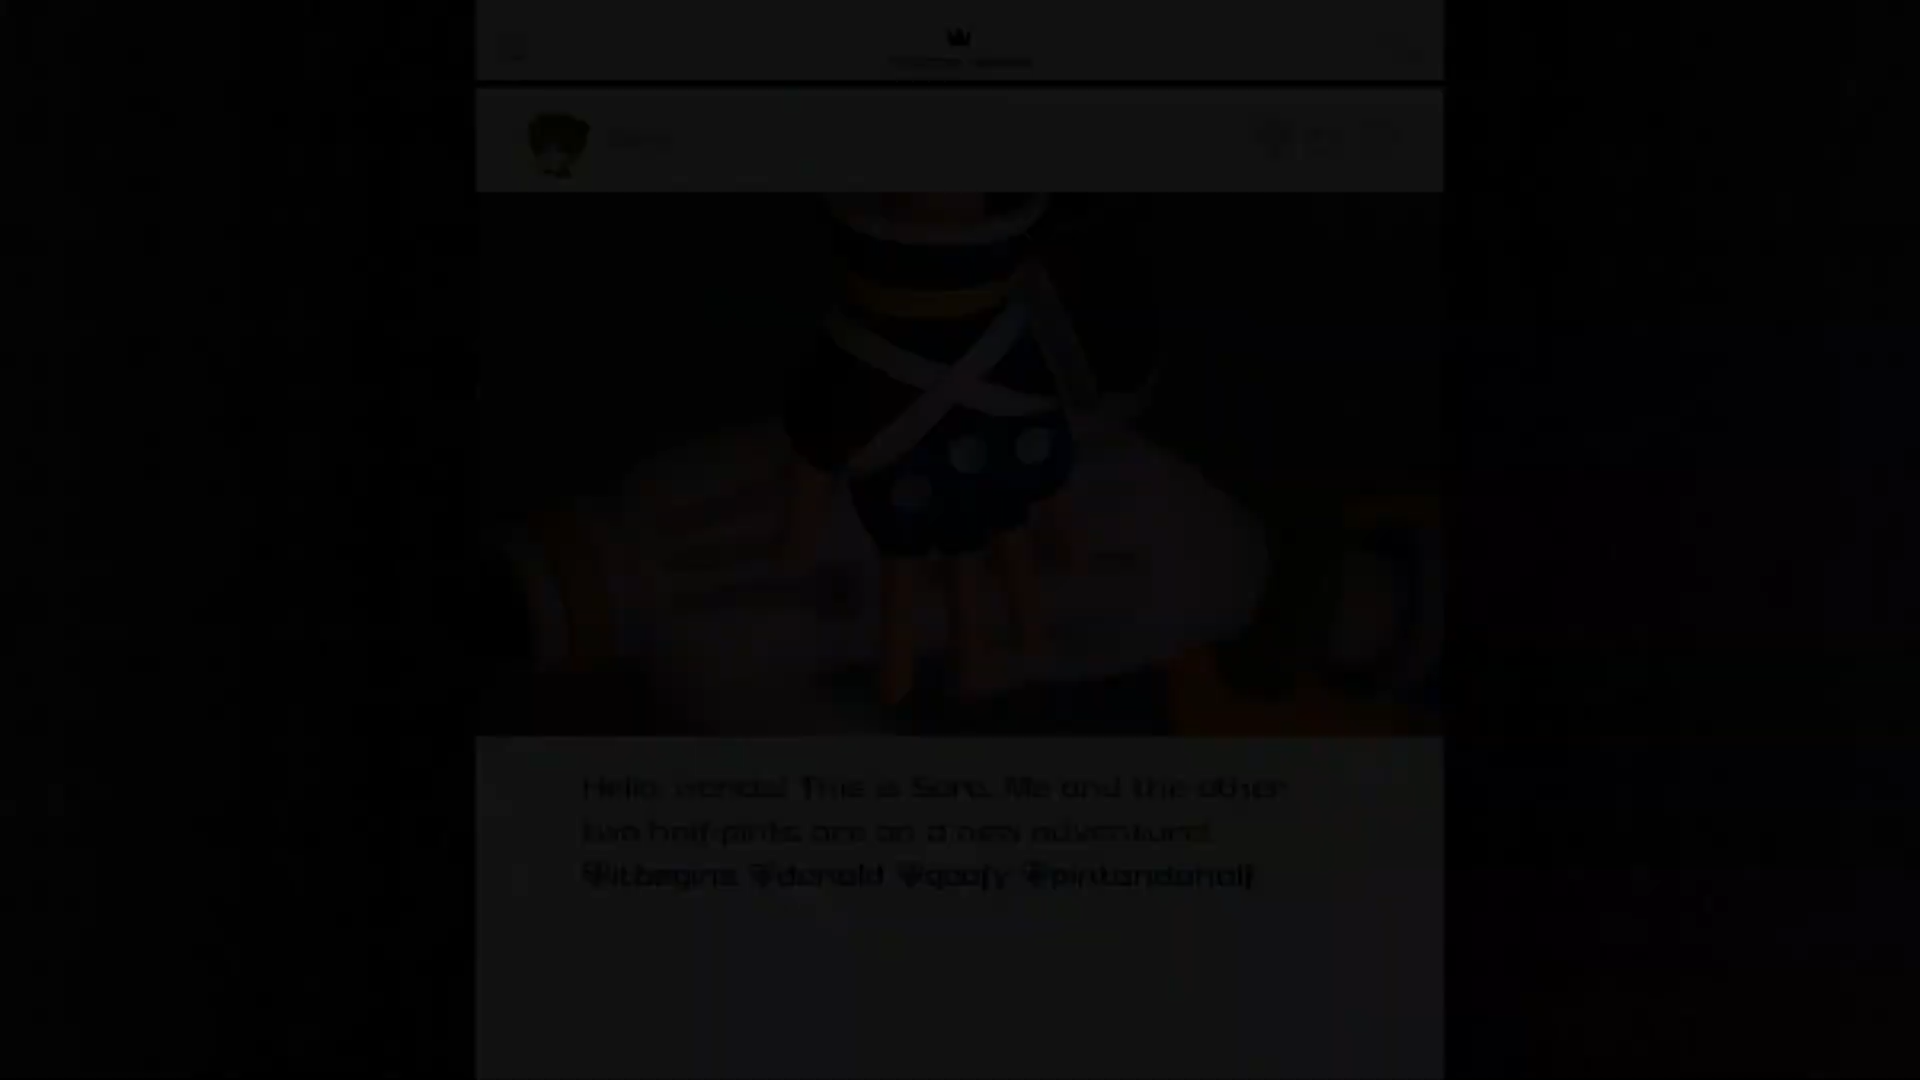 Hello, friends! This is Sora. Me and the other
two half-pints are on a new adventure!
#itbegins #donald #goofy #pintandahalf